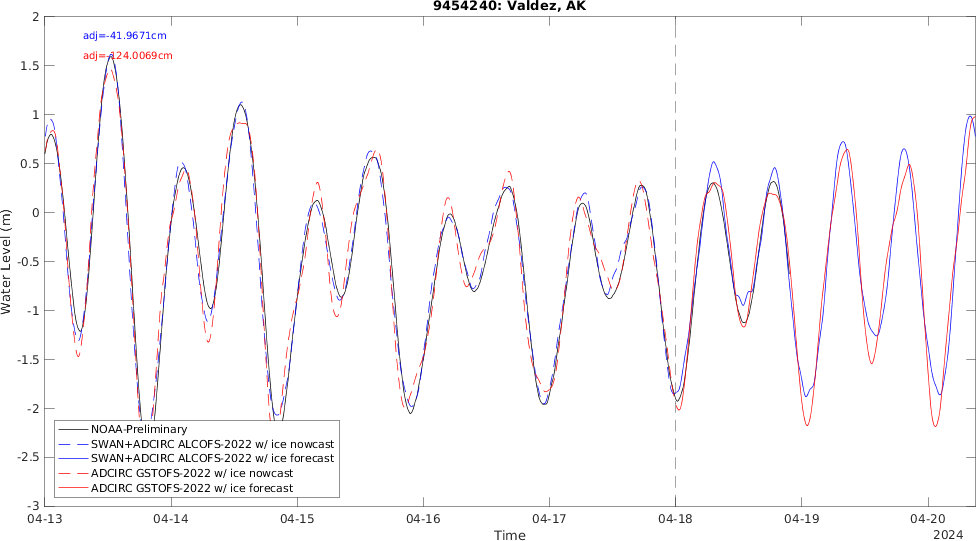 9454240: Valdez, AK
adj=-41.9671cm
adj=-124.0069cm
Water Level (m)
2
1.5
1
0.5
0
-0.5
-1
-1.5
-2
-2.5
-3
NOAA-Preliminary
SWAN+ADCIRC ALCOFS-2022 w/ ice nowcast
SWAN+ADCIRC ALCOFS-2022 w/ ice forecast
ADCIRC GSTOFS-2022 w/ ice nowcast
ADCIRC GSTOFS-2022 w/ ice forecast
04-13 04-14 04-15 04-16 04-17 04-18 04-19 04-20
Time
2024